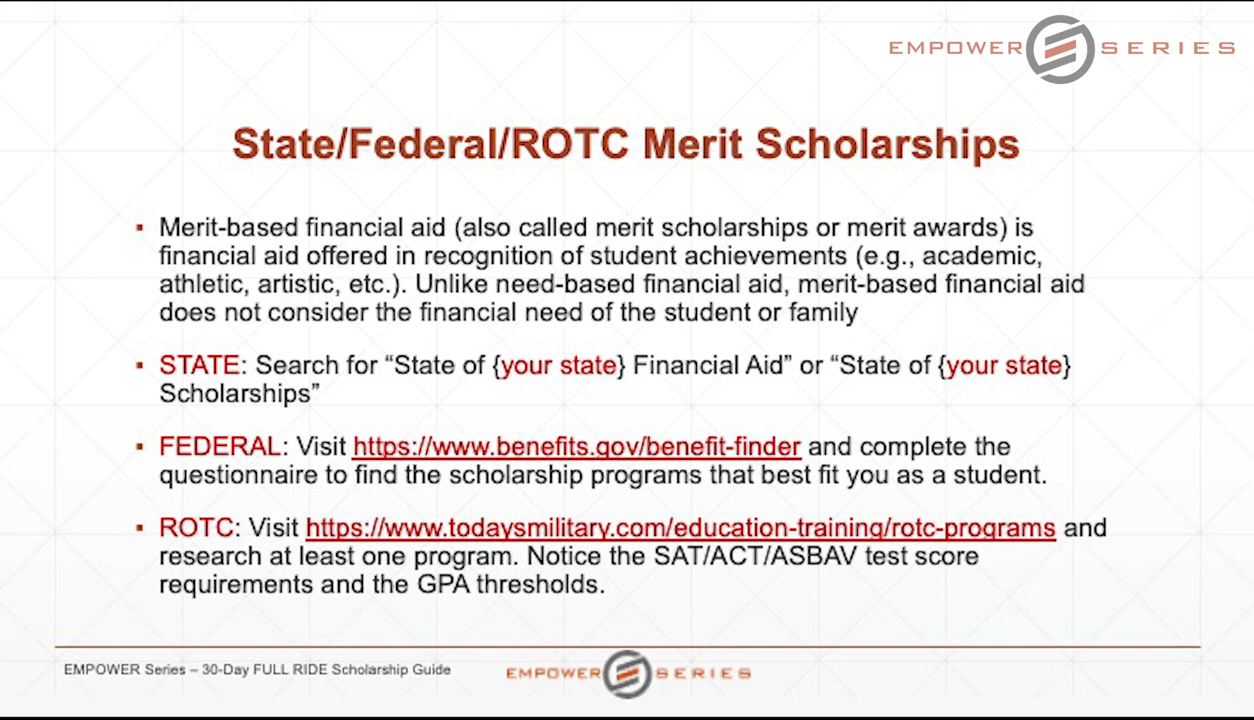 EMPOWER SERIES
State/Federal/ROTC Merit Scholarships
▪ Merit-based financial aid (also called merit scholarships or merit awards) is
financial aid offered in recognition of student achievements (e.g., academic,
athletic, artistic, etc.). Unlike need-based financial aid, merit-based financial aid
does not consider the financial need of the student or family
▪ STATE: Search for “State of {your state} Financial Aid” or “State of {your state}
Scholarships”
▪ FEDERAL: Visit https://www.benefits.gov/benefit-finder and complete the
questionnaire to find the scholarship programs that best fit you as a student.
▪ ROTC: Visit https://www.todaysmilitary.com/education-training/rotc-programs and
research at least one program. Notice the SAT/ACT/ASBAV test score
requirements and the GPA thresholds.
EMPOWER Series – 30-Day FULL RIDE Scholarship Guide
EMPOWER SERIES